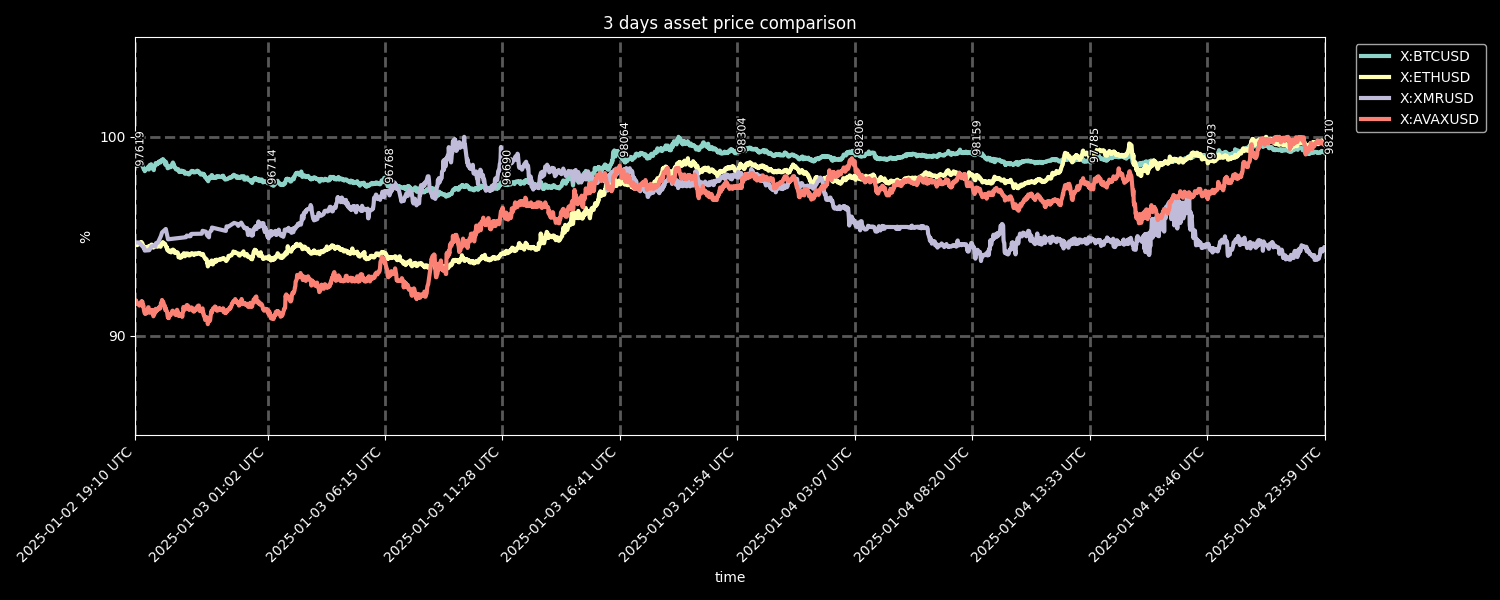 3 days asset price comparison
X:BTCUSD
X:ETHUSD
X:XMRUSD
X:AVAXUSD
100
90
%
97619
96714
96768
96690
98064
98304
98206
98159
97785
97993
98210
2025-01-02 19:10 UTC
2025-01-03 01:02 UTC
2025-01-03 06:15 UTC
2025-01-03 11:28 UTC
2025-01-03 16:41 UTC
2025-01-03 21:54 UTC
2025-01-04 03:07 UTC
2025-01-04 08:20 UTC
2025-01-04 13:33 UTC
2025-01-04 18:46 UTC
2025-01-04 23:59 UTC
time